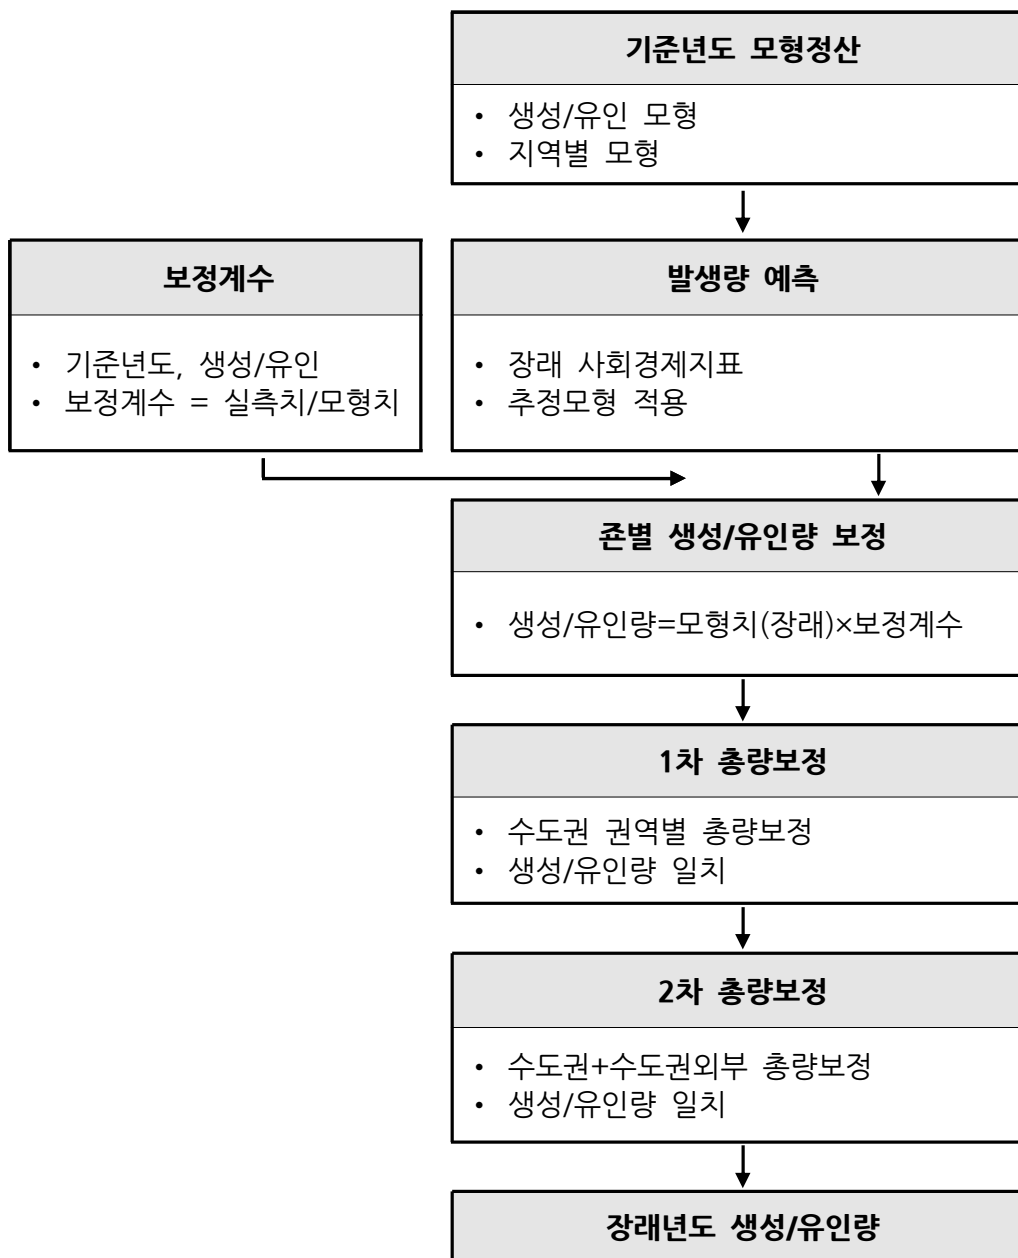 기준년도 모형정산
• 생성/유인 모형
• 지역별 모형
보정계수
• 기준년도, 생성/유인
• 보정계수 = 실측치/모형치
발생량 예측
• 장래 사회경제지표
• 추정모형 적용
죤별 생성/유인량 보정
• 생성/유인량=모형치(장래)×보정계수
1차 총량보정
• 수도권 권역별 총량보정
• 생성/유인량 일치
2차 총량보정
• 수도권+수도권외부 총량보정
• 생성/유인량 일치
장래년도 생성/유인량